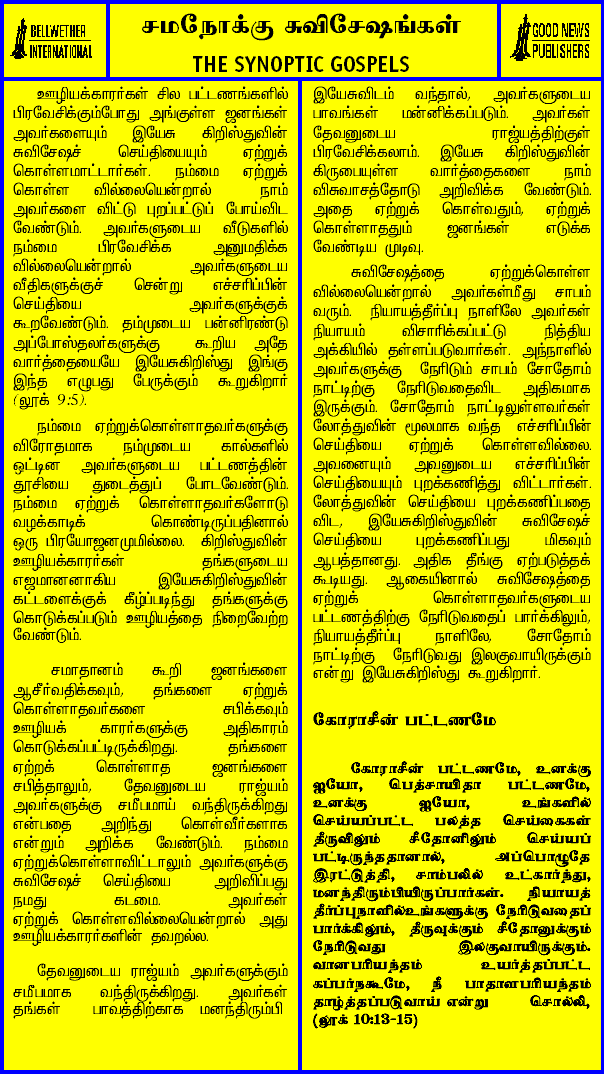 BELLWETHER
INTERNATIONAL
சமநோக்கு சுவிசேஷங்கள்
THE SYNOPTIC GOSPELS
GOOD NEWS
PUBLISHERS
ஊழியக்காரர்கள் சில பட்டணங்களில்
பிரவேசிக்கும்போது அங்குள்ள ஜனங்கள்
அவர்களையும் இயேசு கிறிஸ்துவின்
சுவிசேஷச் செய்தியையும் ஏற்றுக்
கொள்ளமாட்டார்கள். நம்மை ஏற்றுக்
கொள்ள வில்லையென்றால் நாம்
அவர்களை விட்டு புறப்பட்டுப் போய்விட
வேண்டும். அவர்களுடைய வீடுகளில்
நம்மை பிரவேசிக்க அனுமதிக்க
வில்லையென்றால் அவர்களுடைய
வீதிகளுக்குச் சென்று எச்சரிப்பின்
செய்தியை அவர்களுக்குக்
கூறவேண்டும். தம்முடைய பன்னிரண்டு
அப்போஸ்தலர்களுக்கு கூறிய அதே
வார்த்தையையே இயேசுகிறிஸ்து இங்கு
இந்த எழுபது பேருக்கும் கூறுகிறார்
(லூக் 9:5).
நம்மை ஏற்றுக்கொள்ளாதவர்களுக்கு
விரோதமாக நம்முடைய கால்களில்
ஒட்டின அவர்களுடைய பட்டணத்தின்
தூசியை துடைத்துப் போடவேண்டும்.
நம்மை ஏற்றுக் கொள்ளாதவர்களோடு
வழக்காடிக் கொண்டிருப்பதினால்
ஒரு பிரயோஜனமுமில்லை. கிறிஸ்துவின்
ஊழியக்காரர்கள் தங்களுடைய
எஜமானனாகிய இயேசுகிறிஸ்துவின்
கட்டளைக்குக் கீழ்ப்படிந்து தங்களுக்கு
கொடுக்கப்படும் ஊழியத்தை நிறைவேற்ற
வேண்டும்.
சமாதானம் கூறி ஜனங்களை
ஆசீர்வதிக்கவும், தங்களை ஏற்றுக்
கொள்ளாதவர்களை சபிக்கவும்
ஊழியக் காரர்களுக்கு அதிகாரம்
கொடுக்கப்பட்டிருக்கிறது. தங்களை
ஏற்றக் கொள்ளாத ஜனங்களை
சபித்தாலும், தேவனுடைய ராஜ்யம்
அவர்களுக்கு சமீபமாய் வந்திருக்கிறது
என்பதை அறிந்து கொள்வீர்களாக
என்றும் அறிக்க வேண்டும். நம்மை
ஏற்றுக்கொள்ளாவிட்டாலும் அவர்களுக்கு
சுவிசேஷச் செய்தியை அறிவிப்பது
நமது கடமை. அவர்கள்
ஏற்றுக் கொள்ளவில்லையென்றால் அது
ஊழியக்காரர்களின் தவறல்ல.
தேவனுடைய ராஜ்யம் அவர்களுக்கும்
சமீபமாக வந்திருக்கிறது. அவர்கள்
தங்கள் பாவத்திற்காக மனந்திரும்பி
இயேசுவிடம் வந்தால், அவர்களுடைய
பாவங்கள் மன்னிக்கப்படும். அவர்கள்
தேவனுடைய ராஜ்யத்திற்குள்
பிரவேசிக்கலாம். இயேசு கிறிஸ்துவின்
கிருபையுள்ள வார்த்தைகளை நாம்
விசுவாசத்தோடு அறிவிக்க வேண்டும்.
அதை ஏற்றுக் கொள்வதும், ஏற்றுக்
கொள்ளாததும் ஜனங்கள் எடுக்க
வேண்டிய முடிவு.
சுவிசேஷத்தை ஏற்றுக்கொள்ள
வில்லையென்றால் அவர்கள்மீது சாபம்
வரும். நியாயத்தீர்ப்பு நாளிலே அவர்கள்
நியாயம் விசாரிக்கப்பட்டு நித்திய
அக்கியில் தள்ளப்படுவார்கள். அந்நாளில்
அவர்களுக்கு நேரிடும் சாபம் சோதோம்
நாட்டிற்கு நேரிடுவதைவிட அதிகமாக
இருக்கும். சோதோம் நாட்டிலுள்ளவர்கள்
லோத்துவின் மூலமாக வந்த எச்சரிப்பின்
செய்தியை ஏற்றுக் கொள்ளவில்லை.
அவனையும் அவனுடைய எச்சரிப்பின்
செய்தியையும் புறக்கணித்து விட்டார்கள்.
லோத்துவின் செய்தியை புறக்கணிப்பதை
விட, இயேசுகிறிஸ்துவின் சுவிசேஷச்
செய்தியை புறக்கணிப்பது மிகவும்
ஆபத்தானது. அதிக தீங்கு ஏற்படுத்தக்
கூடியது. ஆகையினால் சுவிசேஷத்தை
ஏற்றுக் கொள்ளாதவர்களுடைய
பட்டணத்திற்கு நேரிடுவதைப் பார்க்கிலும்,
நியாயத்தீர்ப்பு நாளிலே, சோதோம்
நாட்டிற்கு நேரிடுவது இலகுவாயிருக்கும்
என்று இயேசுகிறிஸ்து கூறுகிறார்.
கோராசீன் பட்டணமே
கோராசீன் பட்டணமே, உனக்கு
ஐயோ, பெத்சாயிதா பட்டணமே,
உனக்கு ஐயோ, உங்களில்
செய்யப்பட்ட பலத்த செய்கைகள்
தீருவிலும் சீதோனிலும் செய்யப்
பட்டிருந்ததானால், அப்பொழுதே
இரட்டுத்தி, சாம்பலில் உட்கார்ந்து,
மனந்திரும்பியிருப்பார்கள். நியாயத்
தீர்ப்புநாளில்உங்களுக்கு நேரிடுவதைப்
பார்க்கிலும், தீருவுக்கும் சீதோனுக்கும்
நேரிடுவது இலகுவாயிருக்கும்.
வானபரியந்தம் உயர்த்தப்பட்ட
கப்பர்நகூமே, நீ பாதாளபரியந்தம்
தாழ்த்தப்படுவாய் என்று சொல்லி,
(லூக் 10:13-15)